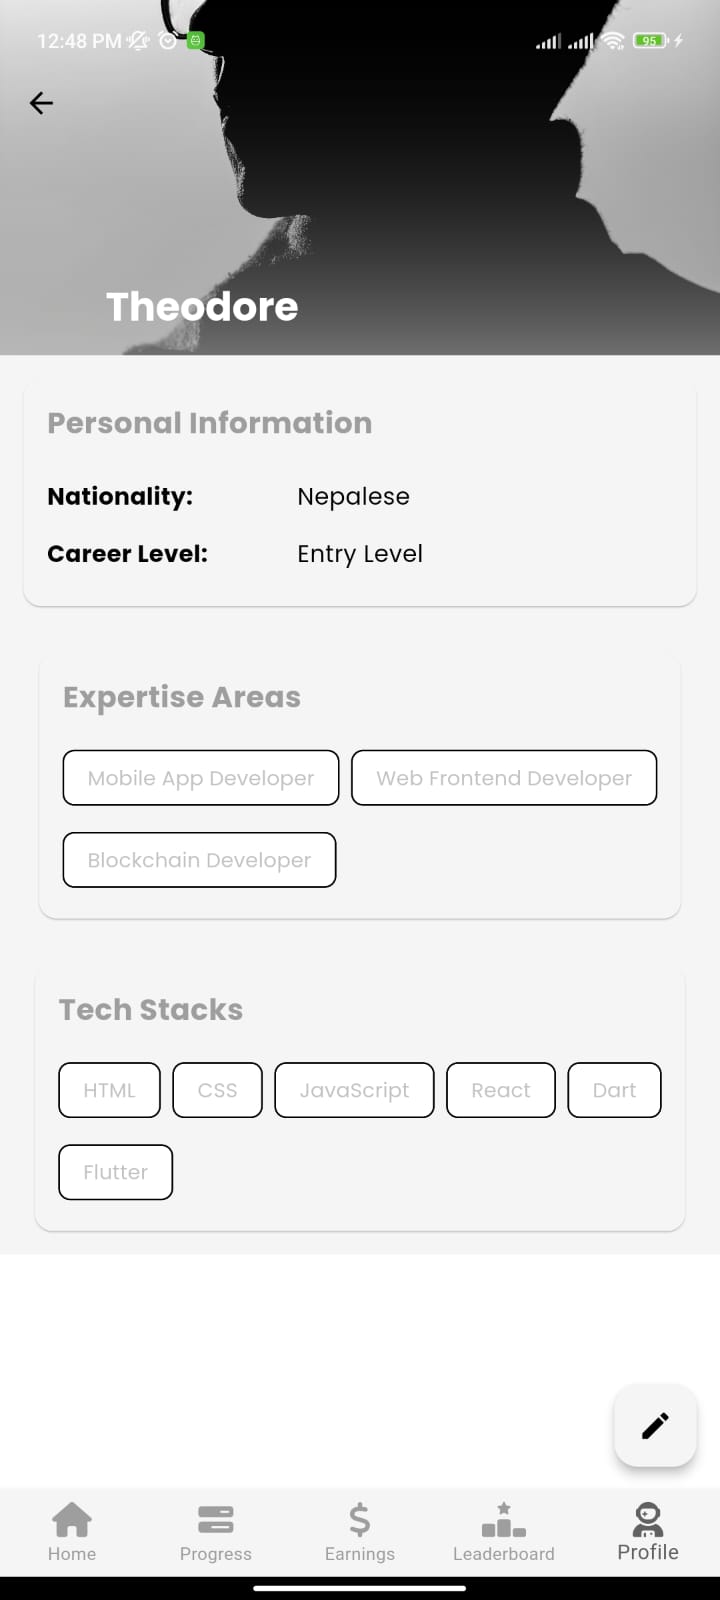 12:48 PM 95
Theodore
Personal Information
Nationality: Nepalese
Career Level: Entry Level
Expertise Areas
Mobile App Developer Web Frontend Developer
Blockchain Developer
Tech Stacks
HTML CSS JavaScript React Dart
Flutter
Home Progress Earnings Leaderboard Profile